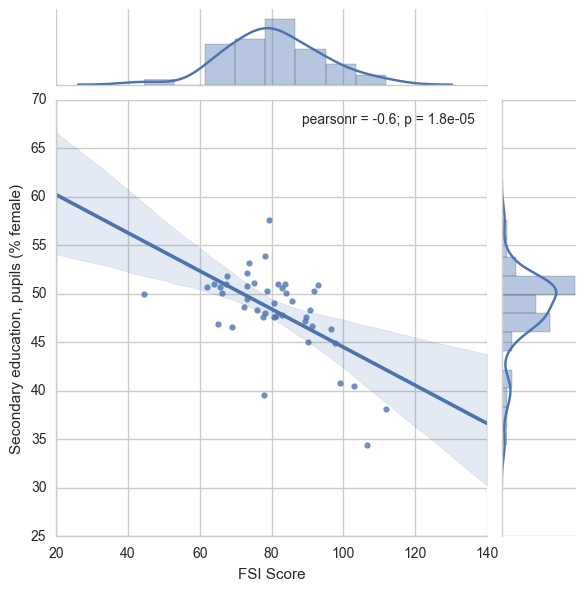 70
pearsonr = -0.6; p = 1.8e-05
65
60
55
50
45
40
35
30
25
Secondary education, pupils (% female)
20 40 60 80 100 120 140
FSI Score